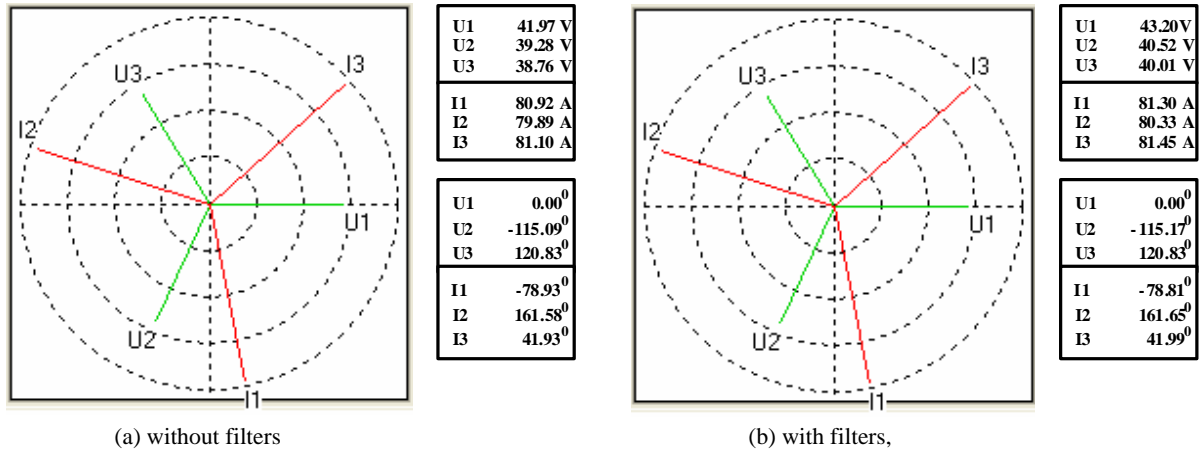 U3
I3
I2
U1
U2
I1
U1 41.97 V
U2 39.28 V
U3 38.76 V
I1 80.92 A
I2 79.89 A
I3 81.10 A
U1 0.00⁰
U2 -115.09⁰
U3 120.83⁰
I1 -78.93⁰
I2 161.58⁰
I3 41.93⁰
(a) without filters
U3
I3
I2
U1
U2
I1
U1 43.20V
U2 40.52 V
U3 40.01 V
I1 81.30 A
I2 80.33 A
I3 81.45 A
U1 0.00⁰
U2 -115.17⁰
U3 120.83⁰
I1 -78.81⁰
I2 161.65⁰
I3 41.99⁰
(b) with filters,